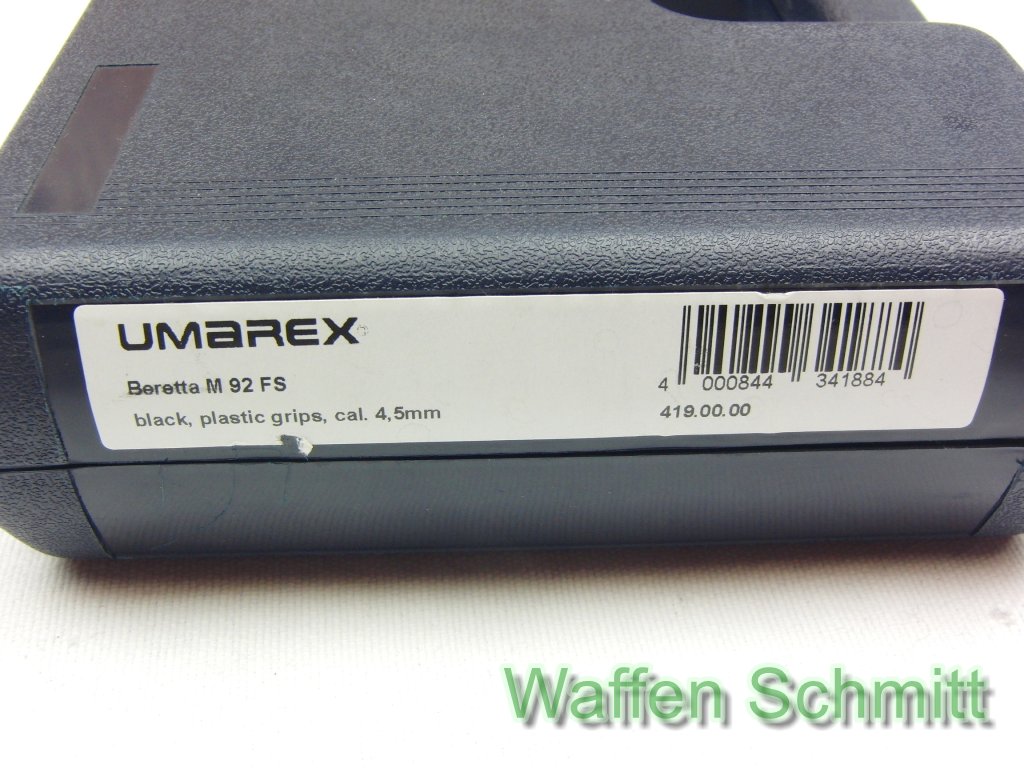 UMAREX
Beretta M 92 FS
black, plastic grips, cal. 4,5mm
4 000844 341884
419.00.00
Waffen Schmitt